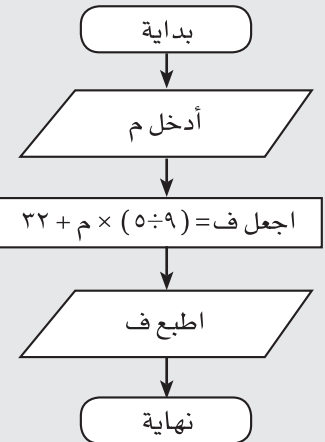 بداية
أدخل م
اجعل ف = (٩÷٥) × م + ٣٢
اطبع ف
نهاية